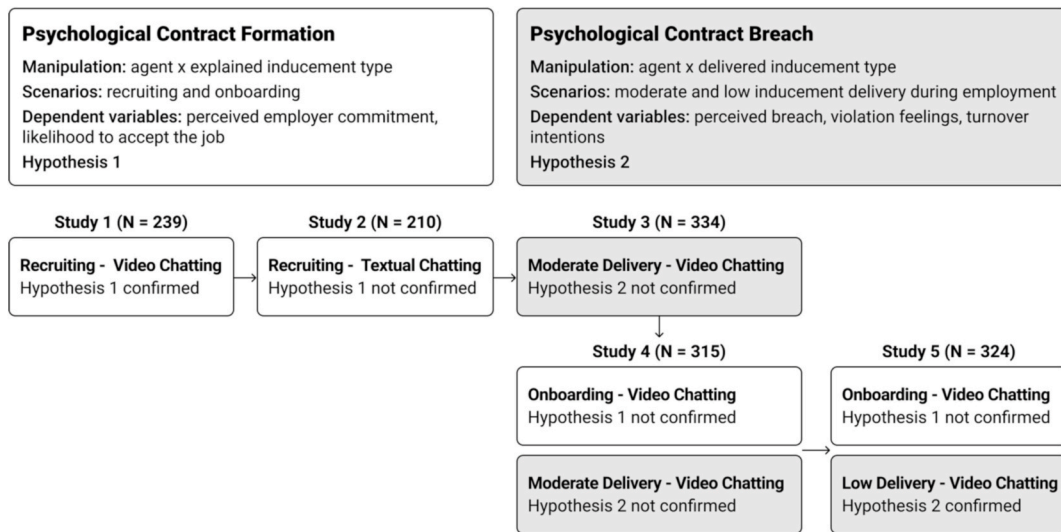 Psychological Contract Formation
Manipulation: agent x explained inducement type
Scenarios: recruiting and onboarding
Dependent variables: perceived employer commitment,
likelihood to accept the job
Hypothesis 1
Psychological Contract Breach
Manipulation: agent x delivered inducement type
Scenarios: moderate and low inducement delivery during employment
Dependent variables: perceived breach, violation feelings, turnover
intentions
Hypothesis 2
Study 1 (N = 239)
Recruiting - Video Chatting
Hypothesis 1 confirmed
Study 2 (N = 210)
Recruiting - Textual Chatting
Hypothesis 1 not confirmed
Study 3 (N = 334)
Moderate Delivery - Video Chatting
Hypothesis 2 not confirmed
Study 4 (N = 315)
Onboarding - Video Chatting
Hypothesis 1 not confirmed
Moderate Delivery - Video Chatting
Hypothesis 2 not confirmed
Study 5 (N = 324)
Onboarding - Video Chatting
Hypothesis 1 not confirmed
Low Delivery - Video Chatting
Hypothesis 2 confirmed